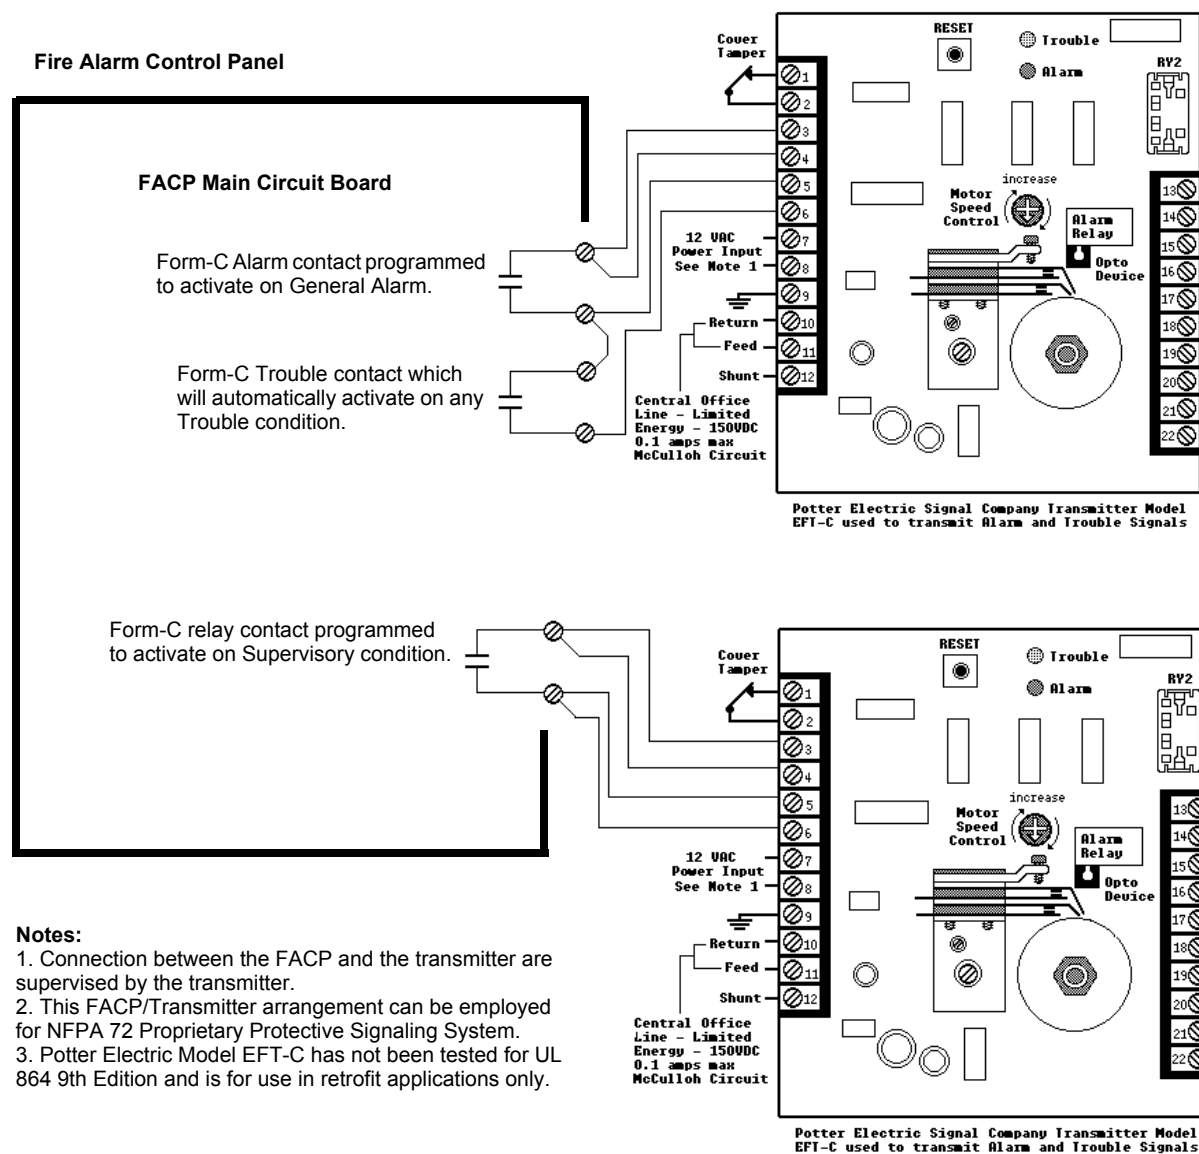 Fire Alarm Control Panel
FACP Main Circuit Board
Form-C Alarm contact programmed
to activate on General Alarm.
Form-C Trouble contact which
will automatically activate on any
Trouble condition.
Cover
Tamper
1
2
3
4
5
6
7
8
9
10
11
12
12 VAC
Power Input
See Note 1
Return
Feed
Shunt
Central Office
Line - Limited
Energy - 150VDC
0.1 amps max
McCulloh Circuit
RESET
Trouble
Alarm
RY2
increase
Motor
Speed
Control
Alarm
Relay
Opto
Device
13
14
15
16
17
18
19
20
21
22
Potter Electric Signal Company Transmitter Model
EFT-C used to transmit Alarm and Trouble Signals
Form-C relay contact programmed
to activate on Supervisory condition.
Cover
Tamper
1
2
3
4
5
6
7
8
9
10
11
12
12 VAC
Power Input
See Note 1
Return
Feed
Shunt
Central Office
Line - Limited
Energy - 150VDC
0.1 amps max
McCulloh Circuit
RESET
Trouble
Alarm
RY2
increase
Motor
Speed
Control
Alarm
Relay
Opto
Device
13
14
15
16
17
18
19
20
21
22
Potter Electric Signal Company Transmitter Model
EFT-C used to transmit Alarm and Trouble Signals
Notes:
1. Connection between the FACP and the transmitter are
supervised by the transmitter.
2. This FACP/Transmitter arrangement can be employed
for NFPA 72 Proprietary Protective Signaling System.
3. Potter Electric Model EFT-C has not been tested for UL
864 9th Edition and is for use in retrofit applications only.